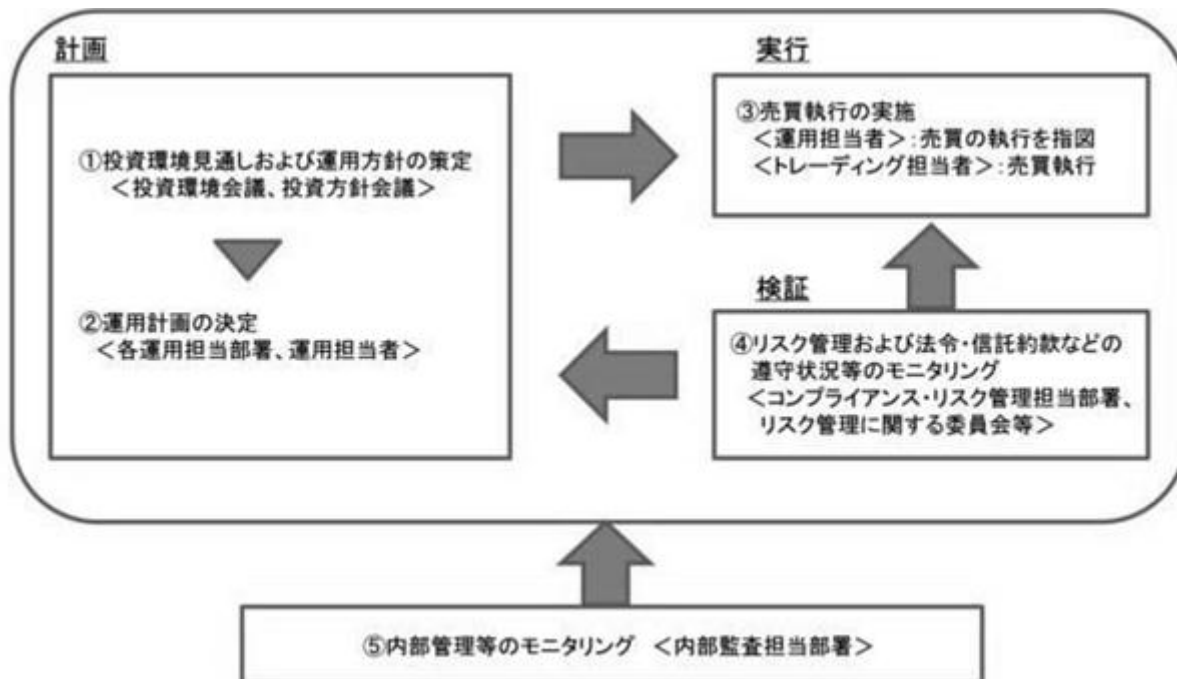 計画
①投資環境見通しおよび運用方針の策定
＜投資環境会議、投資方針会議＞
②運用計画の決定
＜各運用担当部署、運用担当者＞
実行
③売買執行の実施
＜運用担当者＞：売買の執行を指図
＜トレーディング担当者＞：売買執行
検証
④リスク管理および法令・信託約款などの
遵守状況等のモニタリング
＜コンプライアンス・リスク管理担当部署、
リスク管理に関する委員会等＞
⑤内部管理等のモニタリング　＜内部監査担当部署＞